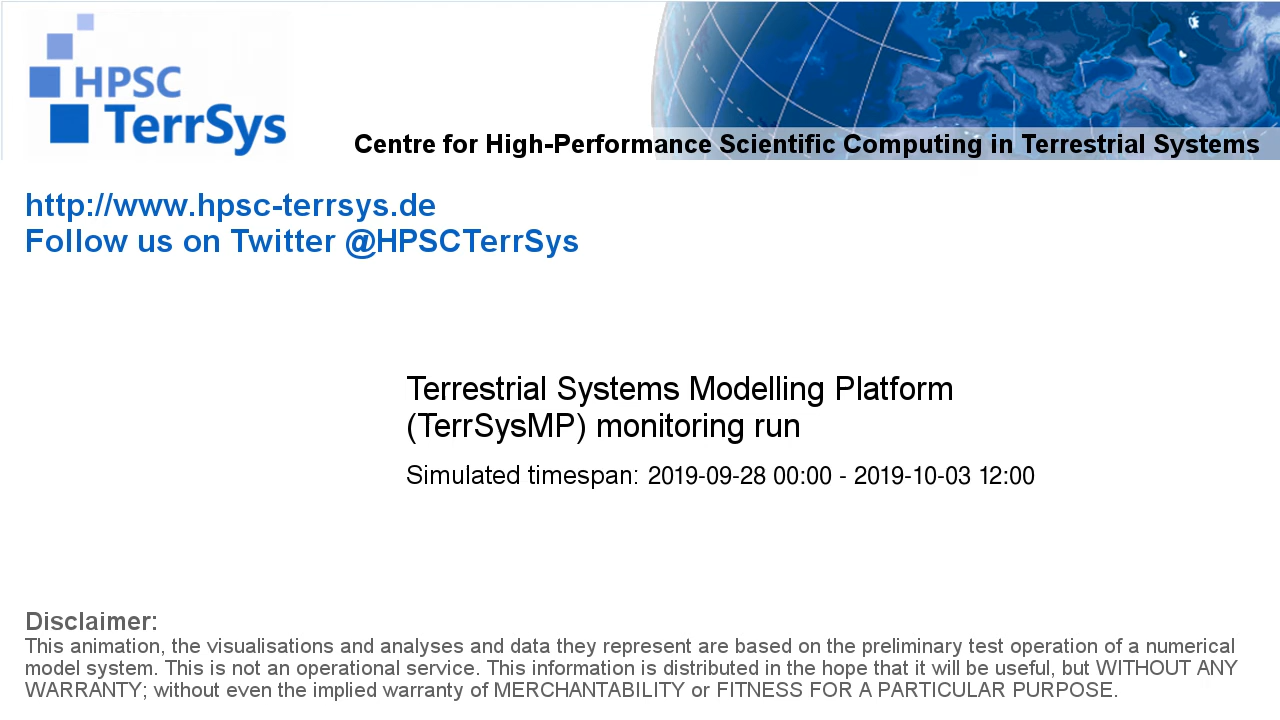 HPSC
TerrSys
Centre for High-Performance Scientific Computing in Terrestrial Systems
http://www.hpsc-terrsys.de
Follow us on Twitter @HPSCTerrSys
Terrestrial Systems Modelling Platform
(TerrSysMP) monitoring run
Simulated timespan: 2019-09-28 00:00 - 2019-10-03 12:00
Disclaimer:
This animation, the visualisations and analyses and data they represent are based on the preliminary test operation of a numerical
model system. This is not an operational service. This information is distributed in the hope that it will be useful, but WITHOUT ANY
WARRANTY; without even the implied warranty of MERCHANTABILITY or FITNESS FOR A PARTICULAR PURPOSE.